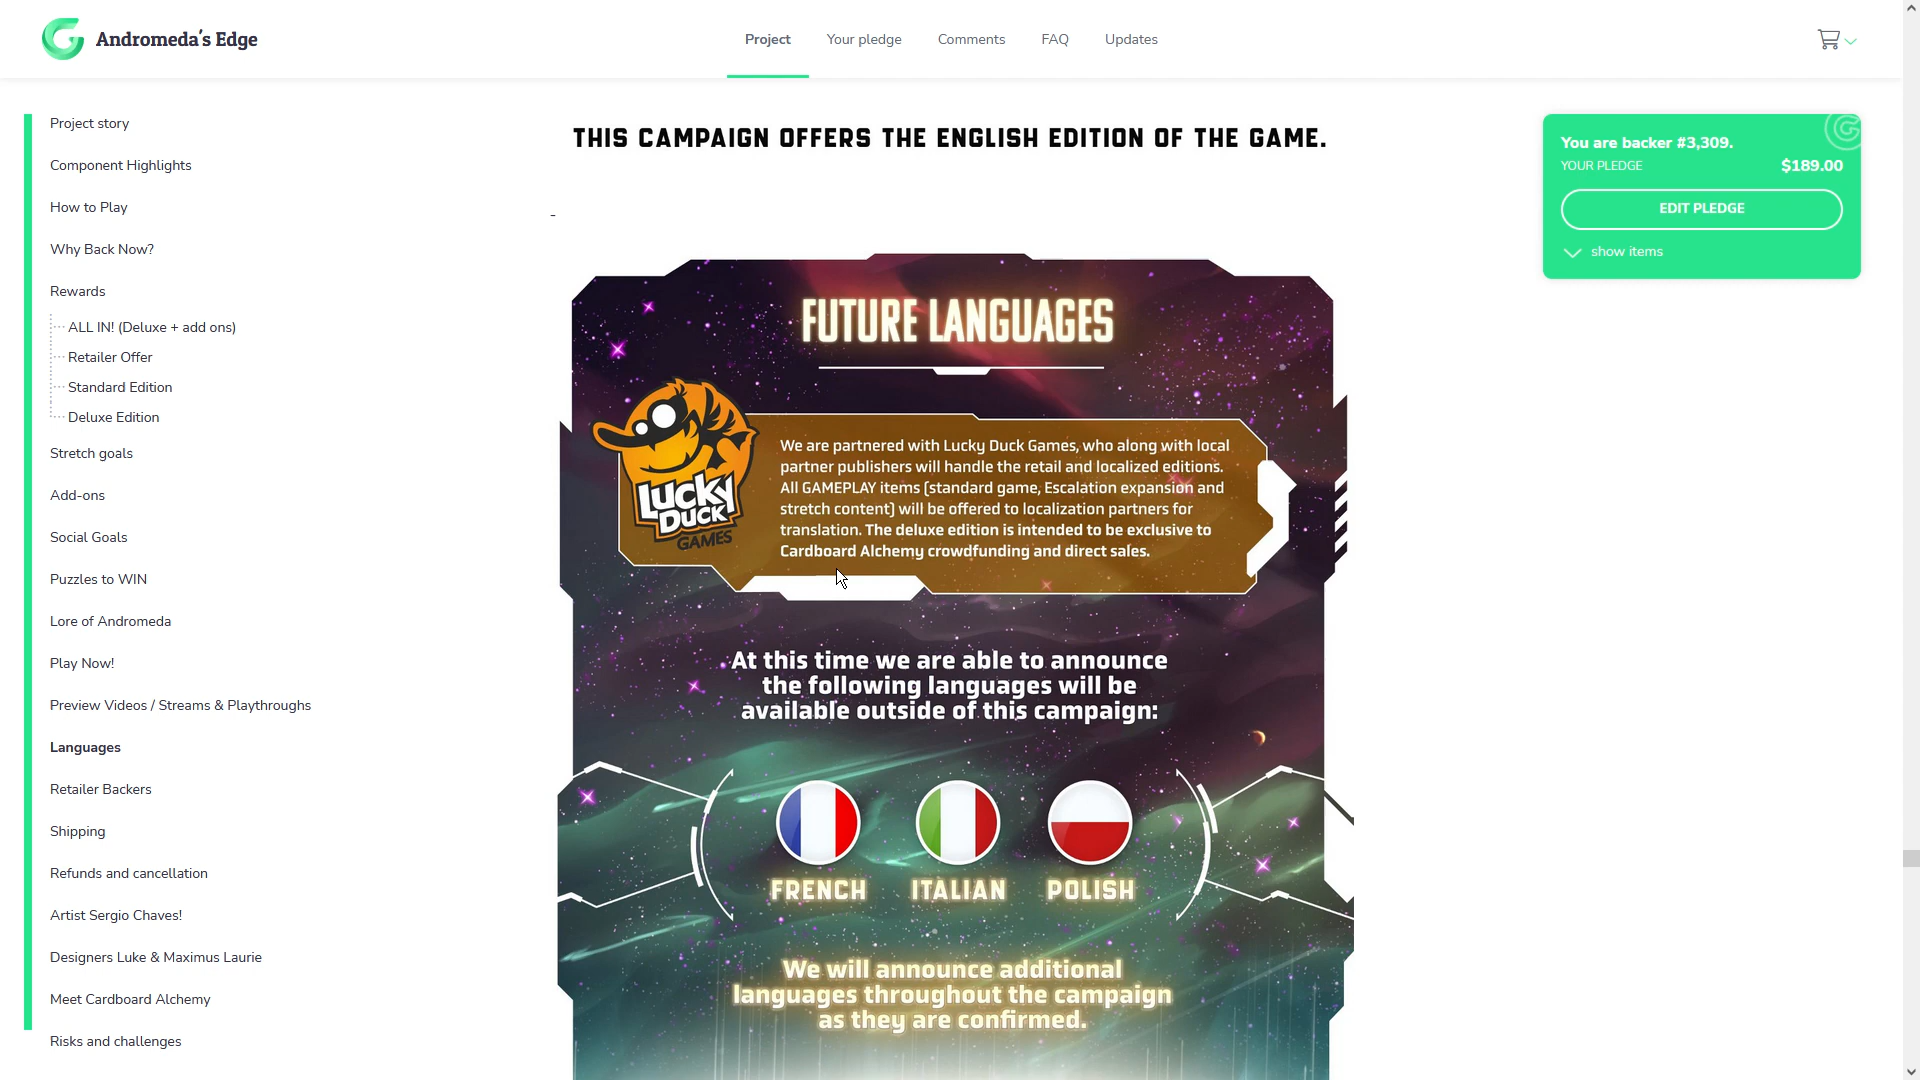 Andromeda's Edge
Project
Your pledge
Comments
FAQ
Updates
Project story
Component Highlights
How to Play
Why Back Now?
Rewards
ALL IN! (Deluxe + add ons)
Retailer Offer
Standard Edition
Deluxe Edition
Stretch goals
Add-ons
Social Goals
Puzzles to WIN
Lore of Andromeda
Play Now!
Preview Videos / Streams & Playthroughs
Languages
Retailer Backers
Shipping
Refunds and cancellation
Artist Sergio Chaves!
Designers Luke & Maximus Laurie
Meet Cardboard Alchemy
Risks and challenges
THIS CAMPAIGN OFFERS THE ENGLISH EDITION OF THE GAME.
-
FUTURE LANGUAGES
LUCKY
DUCK
GAMES
We are partnered with Lucky Duck Games, who along with local
partner publishers will handle the retail and localized editions.
All GAMEPLAY items [standard game, Escalation expansion and
stretch content] will be offered to localization partners for
translation. The deluxe edition is intended to be exclusive to
Cardboard Alchemy crowdfunding and direct sales.
At this time we are able to announce
the following languages will be
available outside of this campaign:
FRENCH
ITALIAN
POLISH
We will announce additional
languages throughout the campaign
as they are confirmed.
You are backer #3,309.
YOUR PLEDGE
$189.00
EDIT PLEDGE
show items